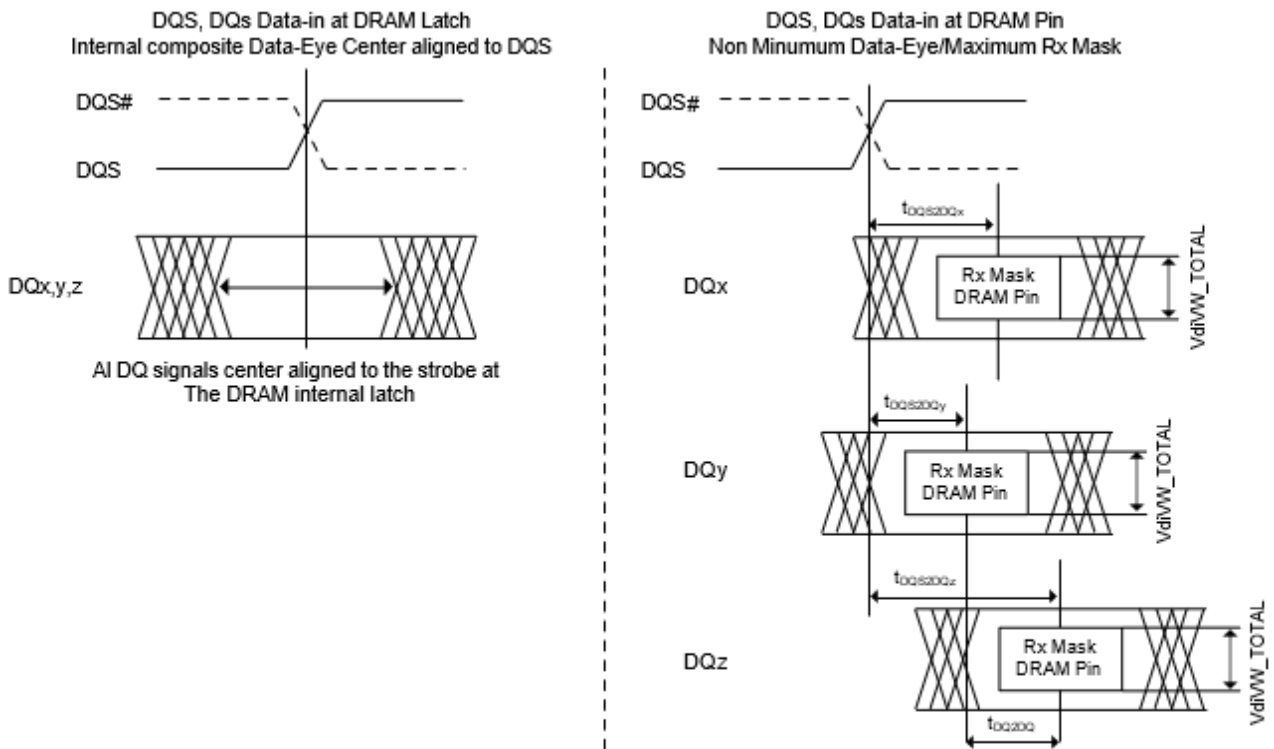 DQS, DQs Data-in at DRAM Latch
Internal composite Data-Eye Center aligned to DQS
DQS#
DQS
DQx,y,z
Al DQ signals center aligned to the strobe at
The DRAM internal latch
DQS, DQs Data-in at DRAM Pin
Non Minumum Data-Eye/Maximum Rx Mask
DQS#
DQS
tDQS2DQx
DQx
Rx Mask
DRAM Pin
VdiVW_TOTAL
tDQS2DQy
DQy
Rx Mask
DRAM Pin
VdiVW_TOTAL
tDQS2DQz
DQz
Rx Mask
DRAM Pin
VdiVW_TOTAL
tDQ2DQ